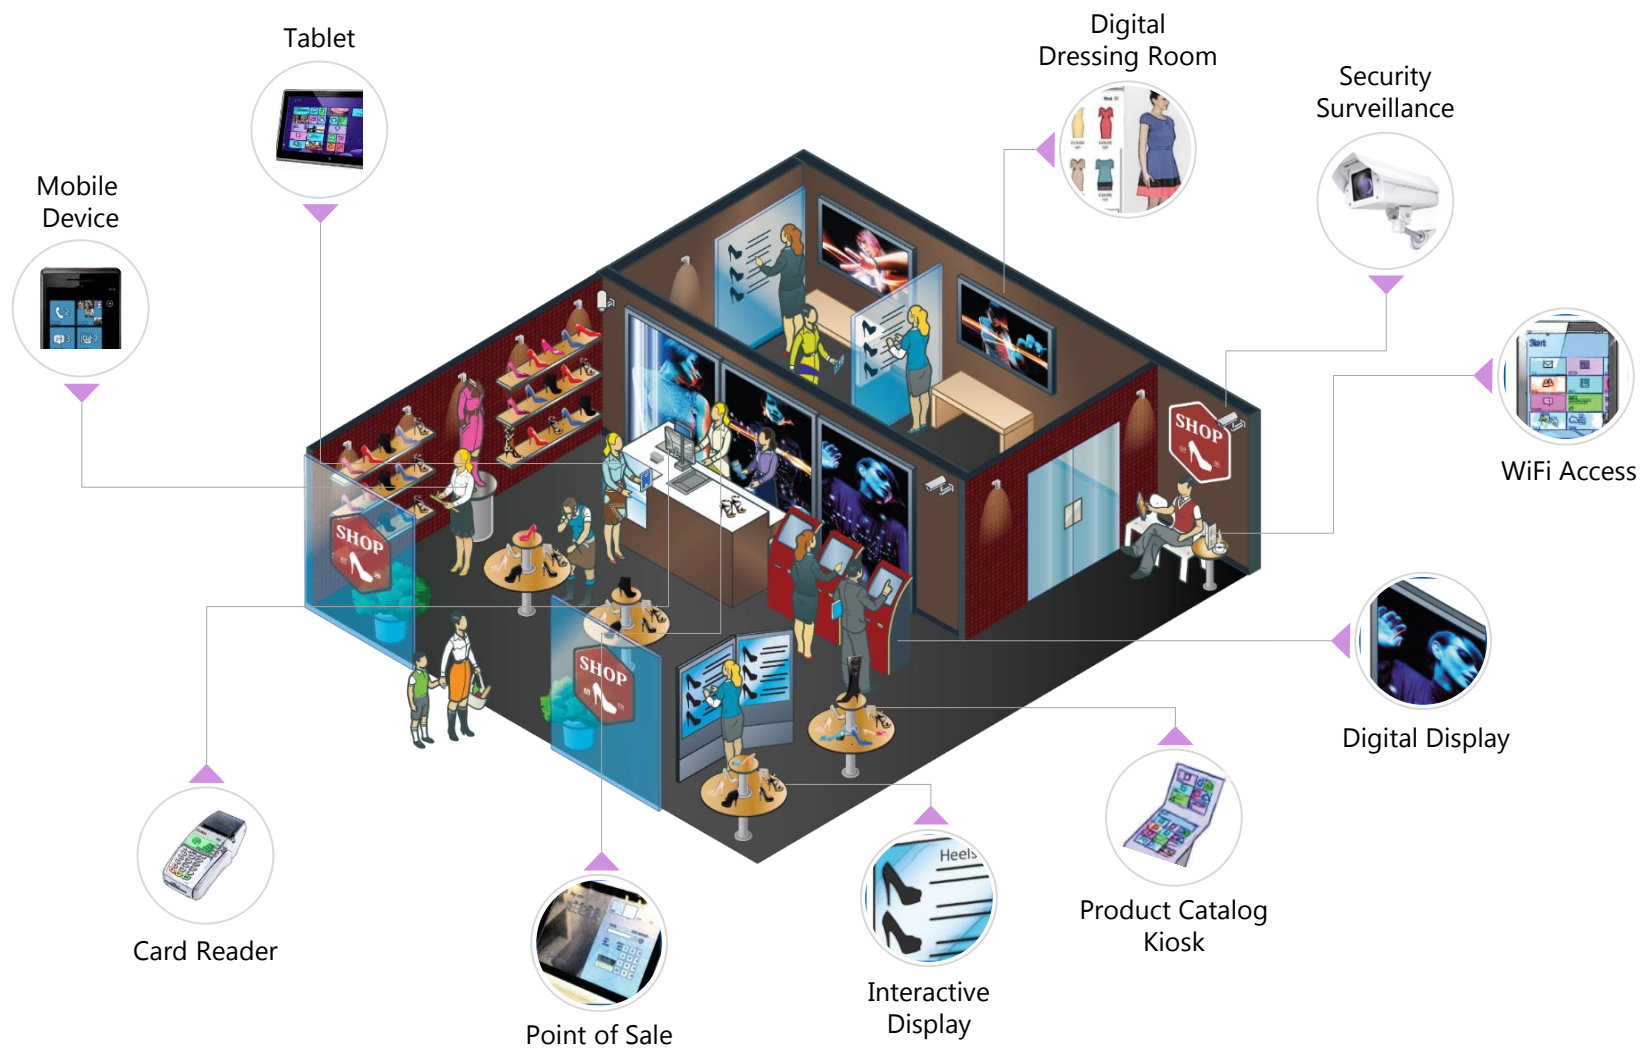 Tablet
Digital
Dressing Room
Security
Surveillance
Mobile
Device
WiFi Access
Start
SHOP
SHOP
SHOP
Digital Display
Heels
Product Catalog
Kiosk
Card Reader
Interactive
Display
Point of Sale